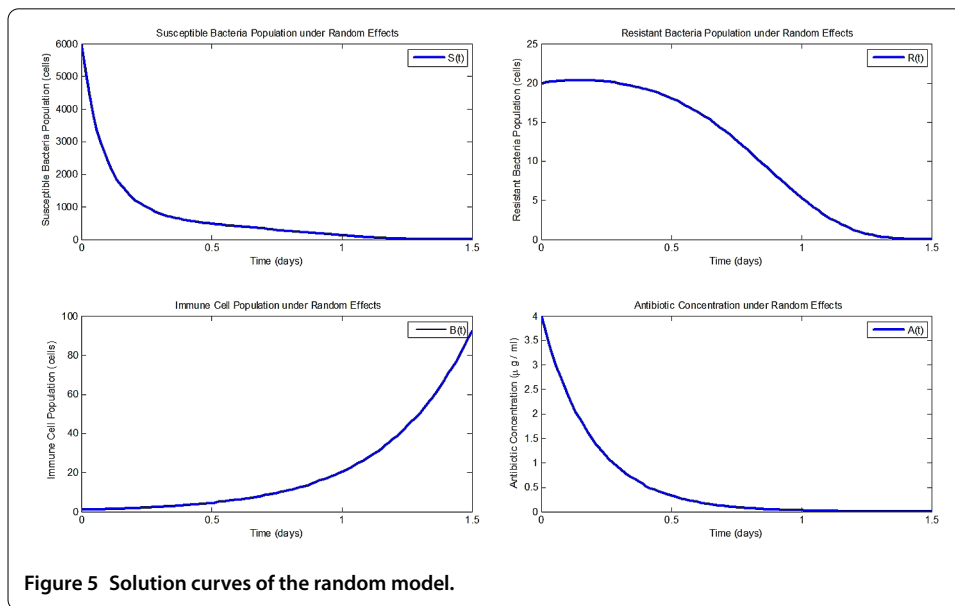 Susceptible Bacteria Population under Random Effects
Susceptible Bacteria Population (cells)
6000
5000
4000
3000
2000
1000
0
S(t)
0 0.5 1 1.5
Time (days)
Resistant Bacteria Population under Random Effects
Resistant Bacteria Population (cells)
25
20
15
10
5
0
R(t)
0 0.5 1 1.5
Time (days)
Immune Cell Population under Random Effects
Immune Cell Population (cells)
100
80
60
40
20
0
B(t)
0 0.5 1 1.5
Time (days)
Antibiotic Concentration under Random Effects
Antibiotic Concentration (μ g / ml)
4
3.5
3
2.5
2
1.5
1
0.5
0
A(t)
0 0.5 1 1.5
Time (days)
Figure 5 Solution curves of the random model.